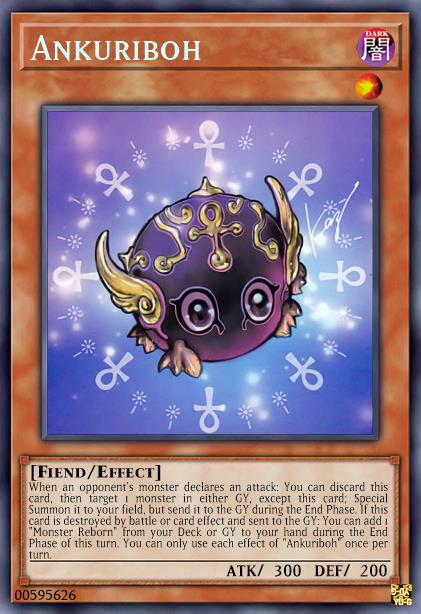 ANKURIBOH
DARK
闇
[FIEND/EFFECT]
When an opponent's monster declares an attack: You can discard this
card, then target 1 monster in either GY, except this card; Special
Summon it to your field, but send it to the GY during the End Phase. If this
card is destroyed by battle or card effect and sent to the GY: You can add 1
"Monster Reborn" from your Deck or GY to your hand during the End
Phase of this turn. You can only use each effect of "Ankuriboh" once per
turn.
ATK/ 300 DEF/ 200
00595626